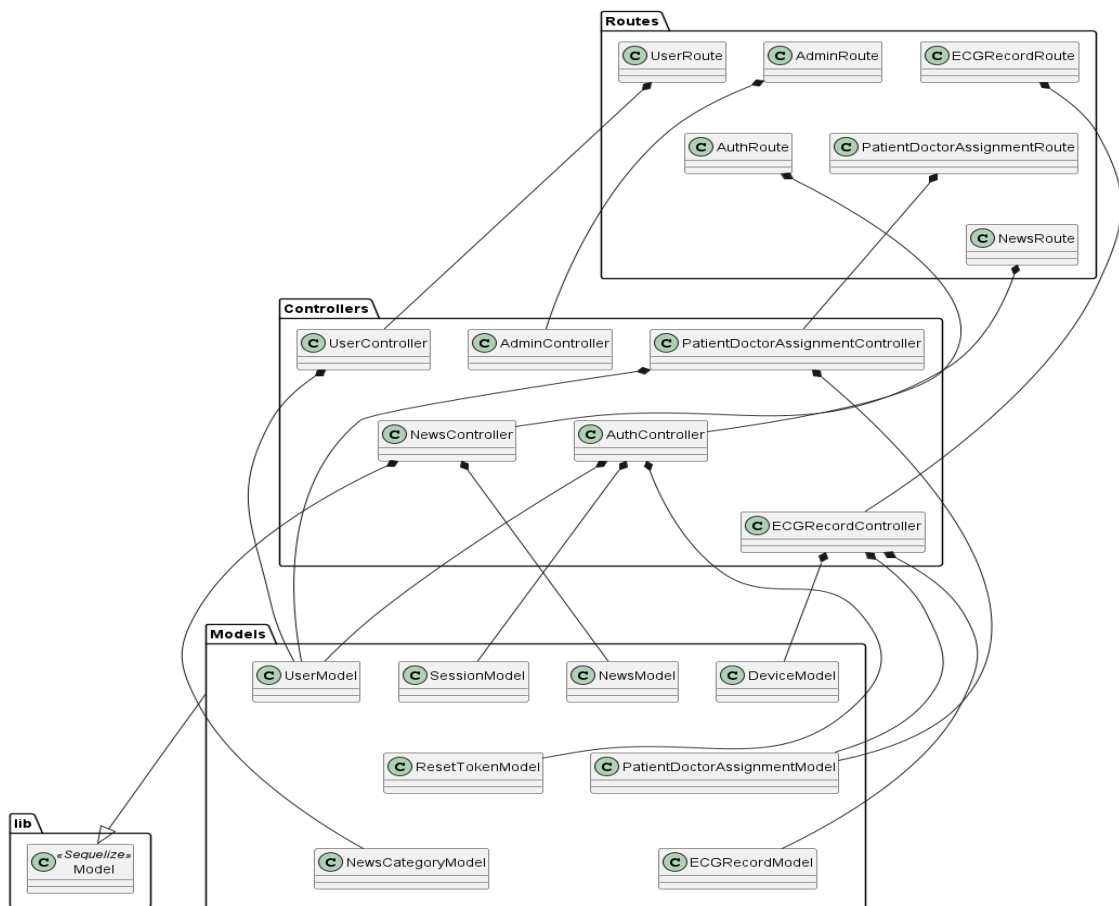 Routes
C UserRoute
C AdminRoute
C ECGRecordRoute
C AuthRoute
C PatientDoctorAssignmentRoute
C NewsRoute
Controllers
C UserController
C AdminController
C PatientDoctorAssignmentController
C NewsController
C AuthController
C ECGRecordController
Models
C UserModel
C SessionModel
C NewsModel
C DeviceModel
C ResetTokenModel
C PatientDoctorAssignmentModel
C NewsCategoryModel
C ECGRecordModel
lib
C «Sequelize»
Model